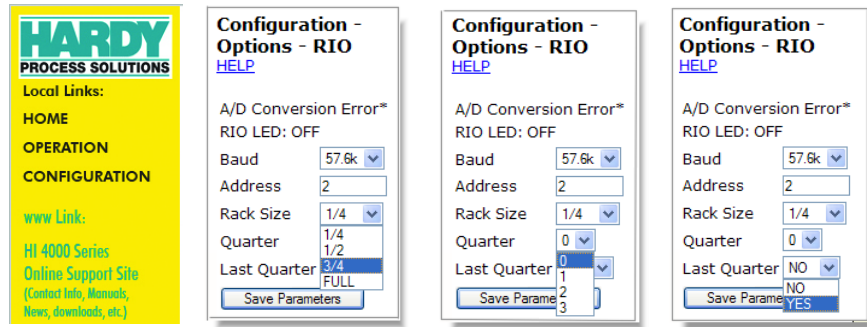 HARDY
PROCESS SOLUTIONS
Local Links:
HOME
OPERATION
CONFIGURATION
www Link:
HI 4000 Series
Online Support Site
(Contact Info, Manuals,
News, downloads, etc.)
Configuration -
Options - RIO
HELP
A/D Conversion Error*
RIO LED: OFF
Baud 57.6k
Address 2
Rack Size 1/4
1/4
Quarter 1/2
3/4
Last Quarter FULL
Save Parameters
Configuration -
Options - RIO
HELP
A/D Conversion Error*
RIO LED: OFF
Baud 57.6k
Address 2
Rack Size 1/4
Quarter 0
0
Last Quarter 1
2
Save Parame
3
Configuration -
Options - RIO
HELP
A/D Conversion Error*
RIO LED: OFF
Baud 57.6k
Address 2
Rack Size 1/4
Quarter 0
Last Quarter NO
NO
Save Parame YES